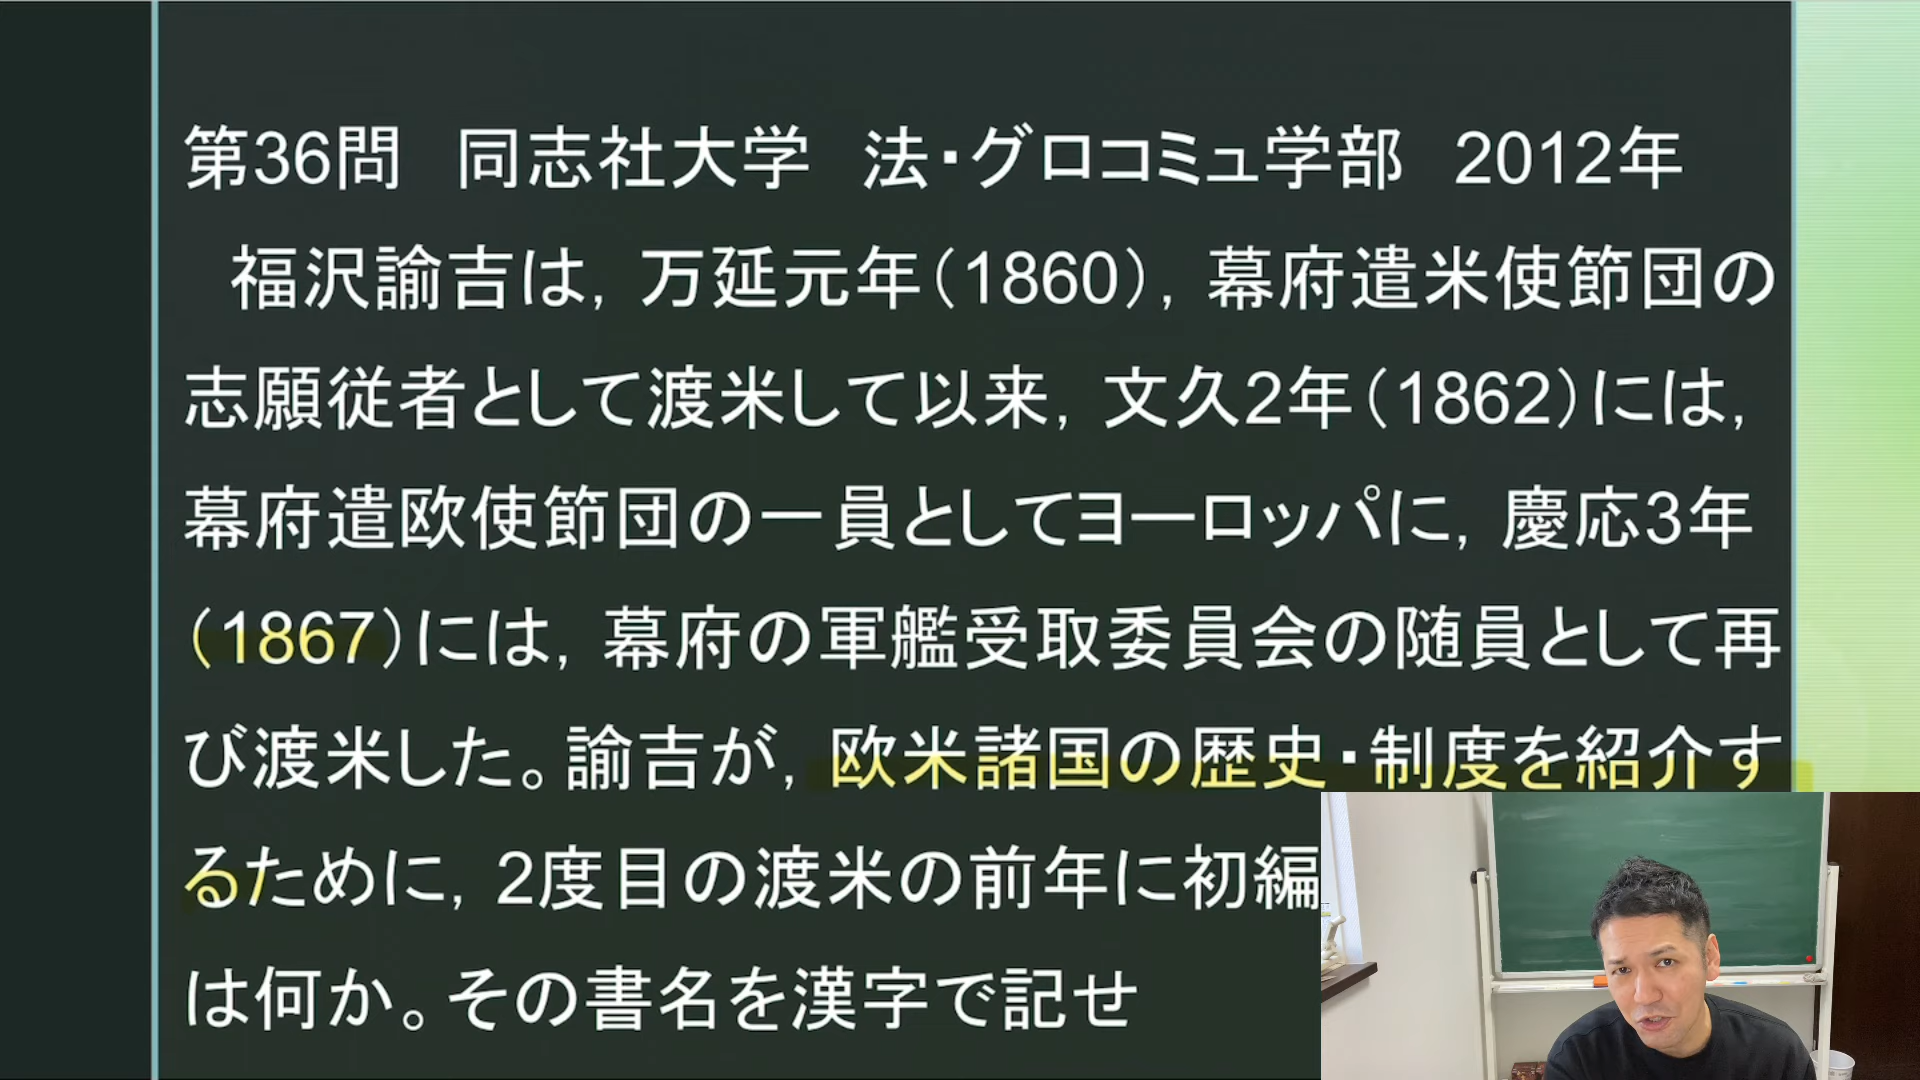 第36問　同志社大学　法・グロコミュ学部　2012年
福沢諭吉は，万延元年（1860），幕府遣米使節団の
志願従者として渡米して以来，文久2年（1862）には，
幕府遣欧使節団の一員としてヨーロッパに，慶応3年
（1867）には，幕府の軍艦受取委員会の随員として再
び渡米した。諭吉が，欧米諸国の歴史・制度を紹介す
るために，2度目の渡米の前年に初編
は何か。その書名を漢字で記せ